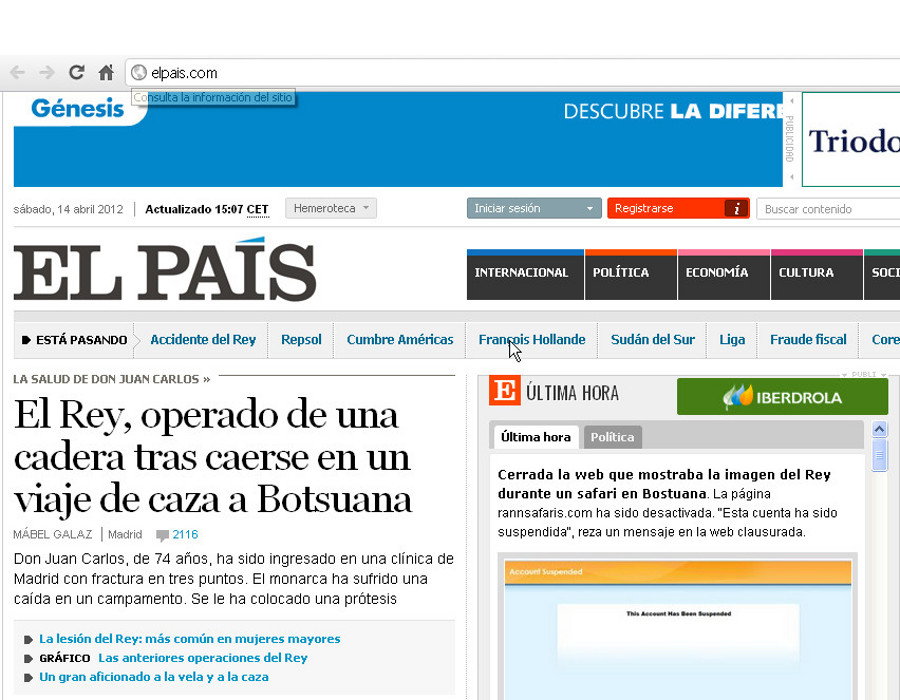 elpais.com
Consulta la información del sitio
Génesis
DESCUBRE LA DIFERE
PUBLICIDAD
Triodo
sábado, 14 abril 2012 | Actualizado 15:07 CET
Hemeroteca
Iniciar sesión
Registrarse
i
Buscar contenido
EL PAÍS
INTERNACIONAL
POLÍTICA
ECONOMÍA
CULTURA
SOCI
ESTÁ PASANDO
Accidente del Rey
Repsol
Cumbre Américas
François Hollande
Sudán del Sur
Liga
Fraude fiscal
Core
LA SALUD DE DON JUAN CARLOS »
El Rey, operado de una
cadera tras caerse en un
viaje de caza a Botsuana
MÁBEL GALAZ | Madrid 2116
Don Juan Carlos, de 74 años, ha sido ingresado en una clínica de
Madrid con fractura en tres puntos. El monarca ha sufrido una
caída en un campamento. Se le ha colocado una prótesis
La lesión del Rey: más común en mujeres mayores
GRÁFICO Las anteriores operaciones del Rey
Un gran aficionado a la vela y a la caza
PUBLI
E ÚLTIMA HORA
IBERDROLA
Última hora
Política
Cerrada la web que mostraba la imagen del Rey
durante un safari en Bostuana. La página
rannsafaris.com ha sido desactivada. "Esta cuenta ha sido
suspendida", reza un mensaje en la web clausurada.
Account Suspended
This Account Has Been Suspended